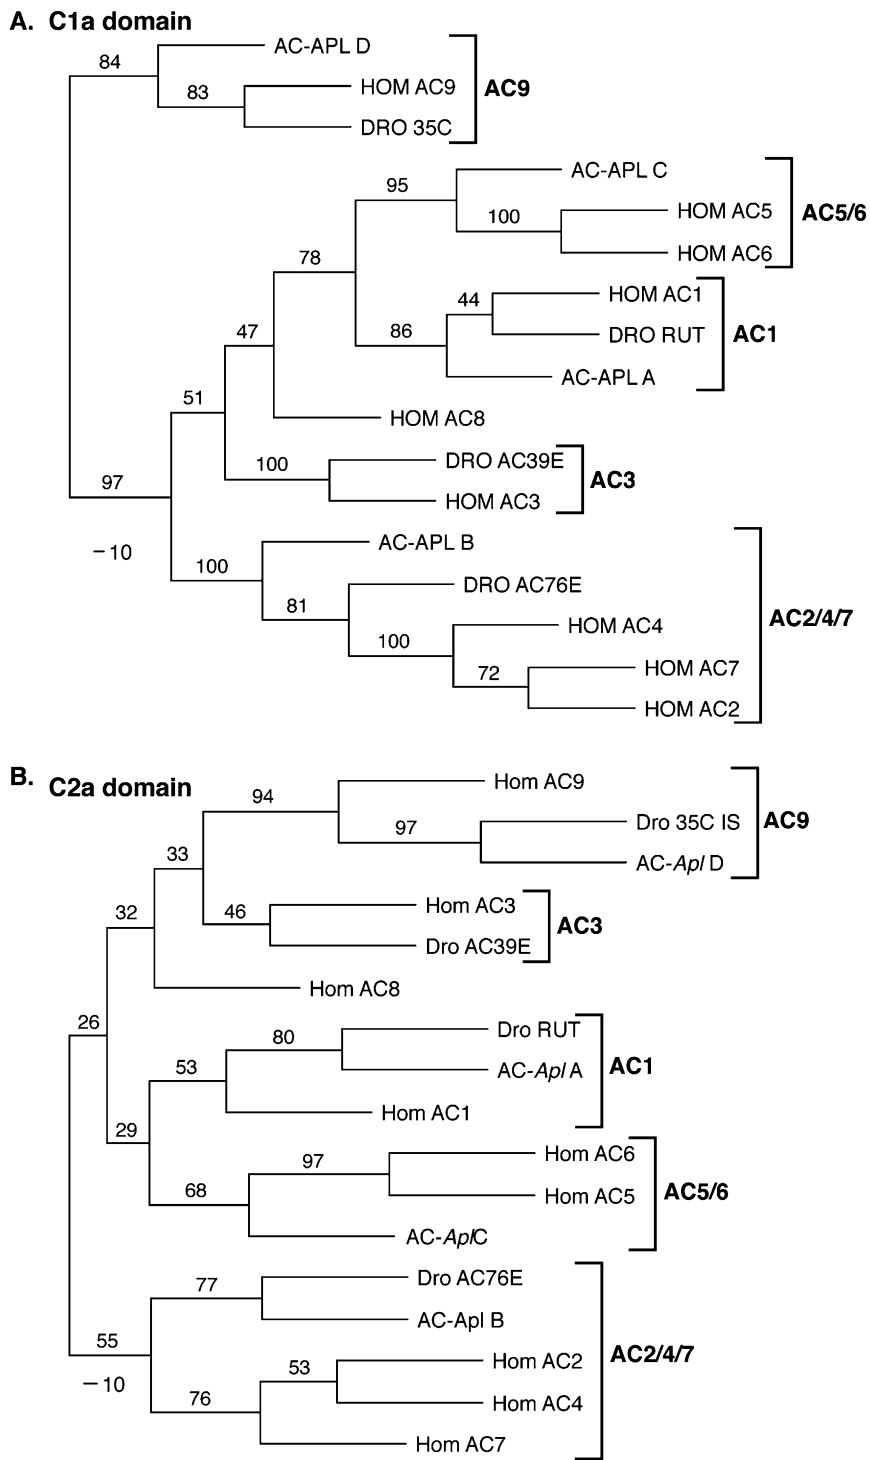 A. C1a domain
84
AC-APL D
83
HOM AC9
AC9
DRO 35C
95
AC-APL C
100
HOM AC5
AC5/6
HOM AC6
78
44
HOM AC1
86
DRO RUT
AC1
AC-APL A
47
HOM AC8
51
100
DRO AC39E
AC3
HOM AC3
97
–10
AC-APL B
100
DRO AC76E
81
HOM AC4
AC2/4/7
100
HOM AC7
72
HOM AC2
B. C2a domain
94
Hom AC9
97
Dro 35C IS
AC9
AC-Apl D
33
46
Hom AC3
AC3
Dro AC39E
32
Hom AC8
26
80
Dro RUT
AC1
AC-Apl A
53
Hom AC1
29
97
Hom AC6
AC5/6
Hom AC5
68
AC-AplC
77
Dro AC76E
AC-Apl B
55
–10
AC2/4/7
53
Hom AC2
76
Hom AC4
Hom AC7